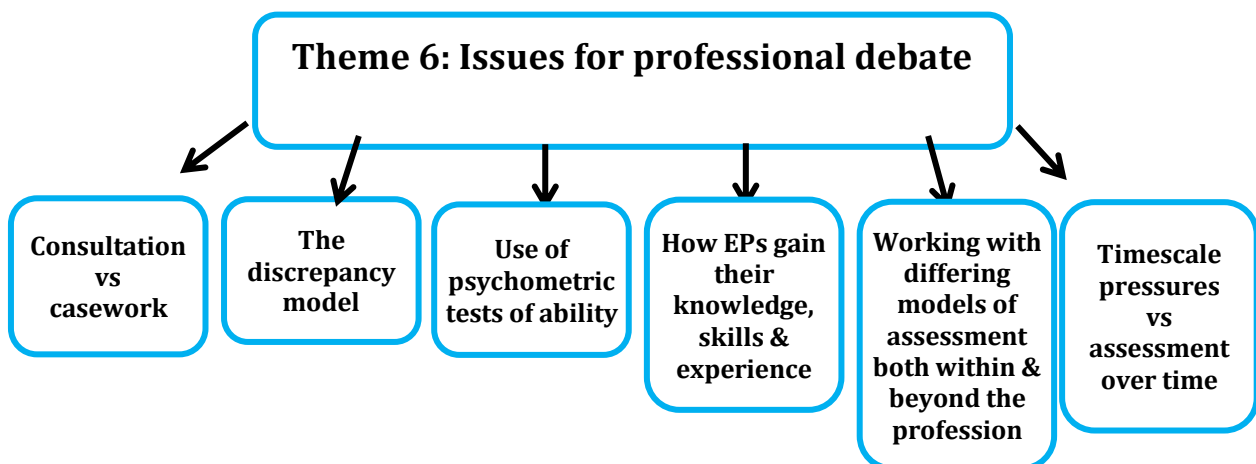 Theme 6: Issues for professional debate
Consultation
vs
casework
The
discrepancy
model
Use of
psychometric
tests of ability
How EPs gain
their
knowledge,
skills &
experience
Working with
differing
models of
assessment
both within &
beyond the
profession
Timescale
pressures
vs
assessment
over time